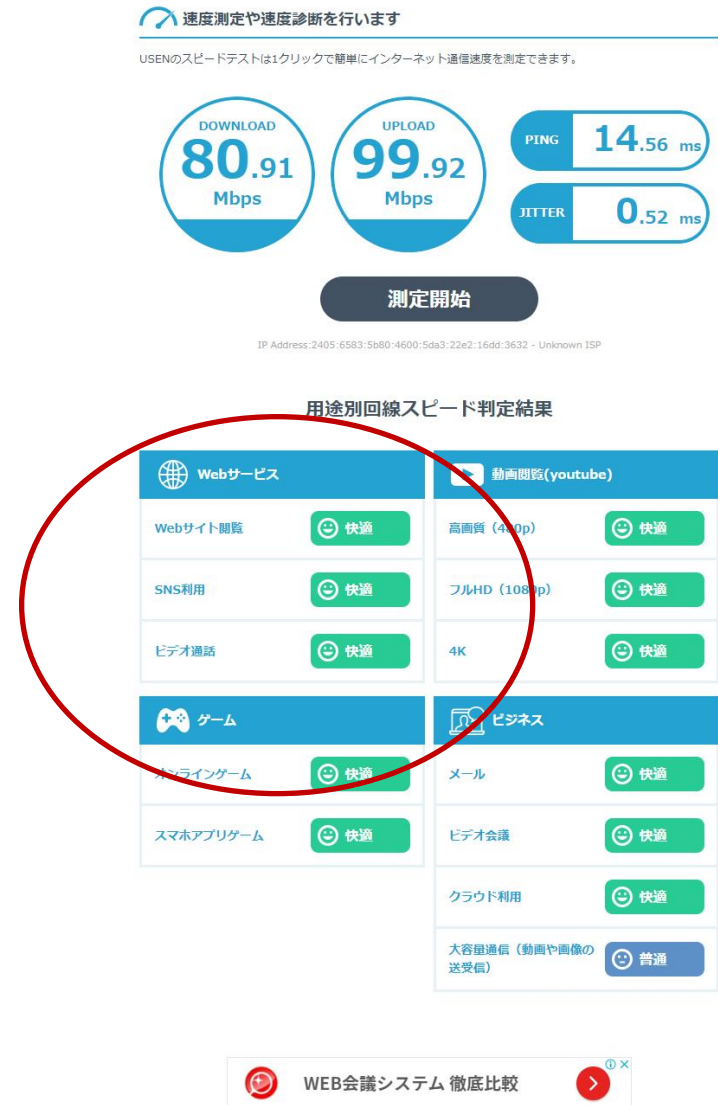 速度測定や速度診断を行います
USENのスピードテストは1クリックで簡単にインターネット通信速度を測定できます。
DOWNLOAD
80.91
Mbps
UPLOAD
99.92
Mbps
PING 14.56 ms
JITTER 0.52 ms
測定開始
IP Address:2405:6583:5b80:4600:5da3:22e2:16dd:3632 - Unknown ISP
用途別回線スピード判定結果
Webサービス
Webサイト閲覧 快適
SNS利用 快適
ビデオ通話 快適
動画閲覧(youtube)
高画質（480p） 快適
フルHD（1080p） 快適
4K 快適
ゲーム
オンラインゲーム 快適
スマホアプリゲーム 快適
ビジネス
メール 快適
ビデオ会議 快適
クラウド利用 快適
大容量通信（動画や画像の
送受信） 普通
WEB会議システム 徹底比較